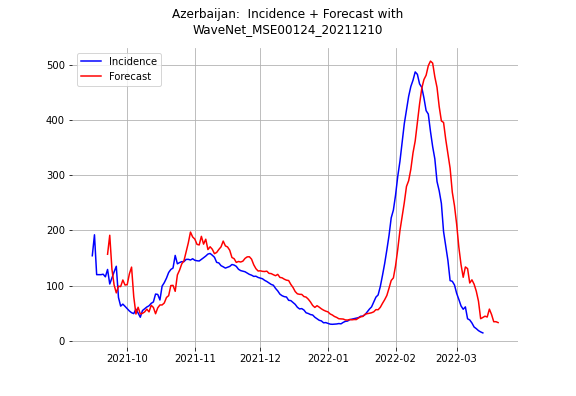 Azerbaijan:  Incidence + Forecast with
WaveNet_MSE00124_20211210
Incidence
Forecast
500
400
300
200
100
0
2021-10 2021-11 2021-12 2022-01 2022-02 2022-03